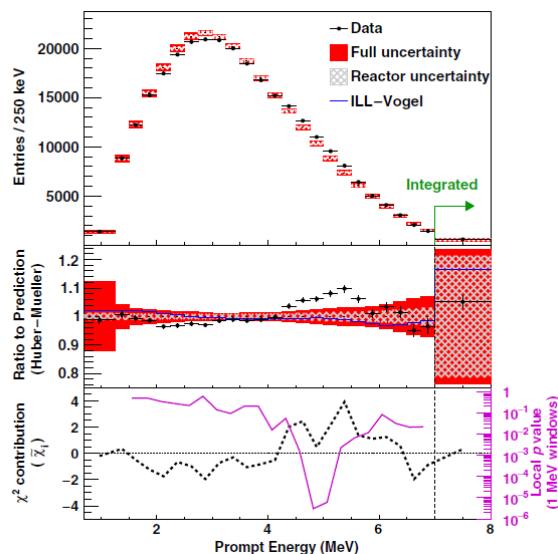 Data
Full uncertainty
Reactor uncertainty
ILL-Vogel
Integrated
Entries / 250 keV
20000
15000
10000
5000
Ratio to Prediction
(Huber-Mueller)
1.2
1.1
1
0.9
0.8
χ² contribution
( χ̃ᵢ )
4
2
0
−2
−4
1
10⁻¹
10⁻²
10⁻³
10⁻⁴
10⁻⁵
10⁻⁶
Local p value
(1 MeV windows)
2
4
6
8
Prompt Energy (MeV)